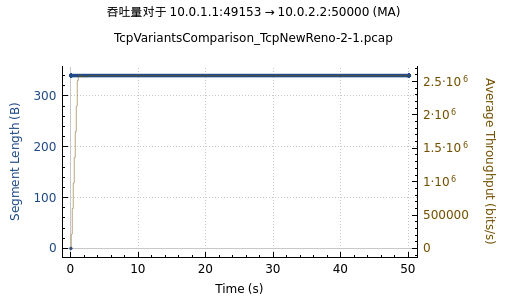 吞吐量对于 10.0.1.1:49153 → 10.0.2.2:50000 (MA)
TcpVariantsComparison_TcpNewReno-2-1.pcap
Segment Length (B)
300
200
100
0
2.5·10⁶
2·10⁶
1.5·10⁶
1·10⁶
500000
0
Average Throughput (bits/s)
0 10 20 30 40 50
Time (s)